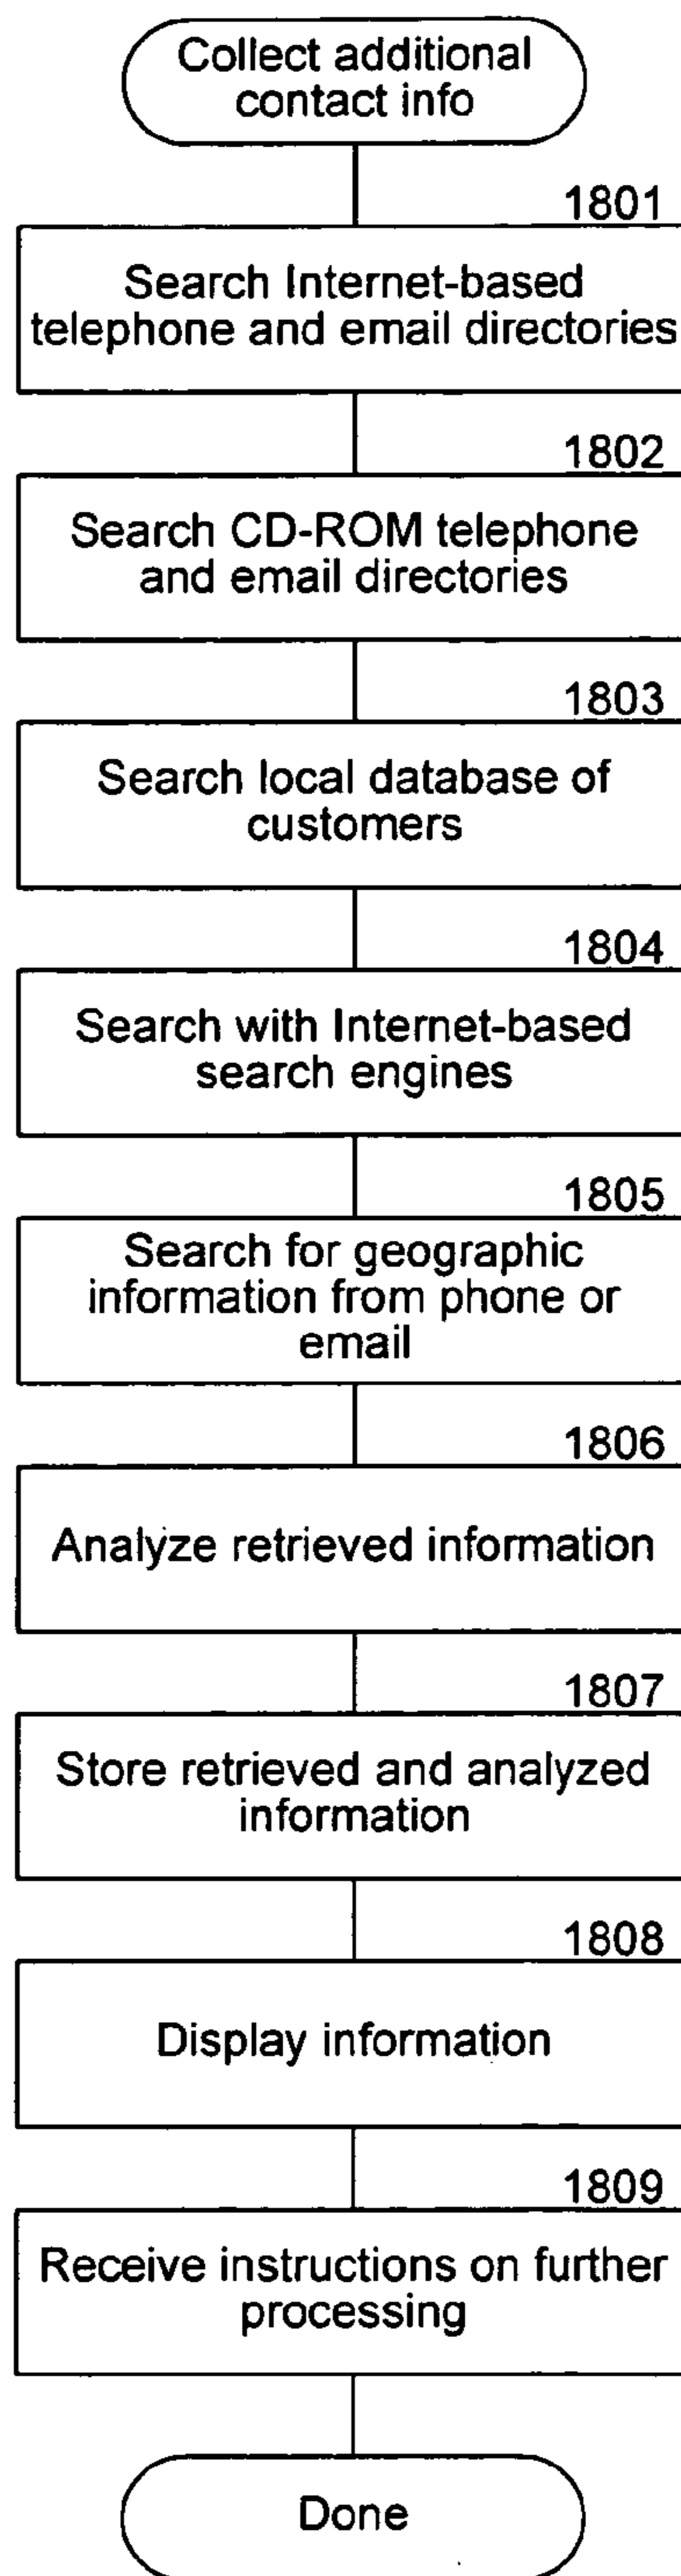 Collect additional
contact info
1801
Search Internet-based
telephone and email directories
1802
Search CD-ROM telephone
and email directories
1803
Search local database of
customers
1804
Search with Internet-based
search engines
1805
Search for geographic
information from phone or
email
1806
Analyze retrieved information
1807
Store retrieved and analyzed
information
1808
Display information
1809
Receive instructions on further
processing
Done